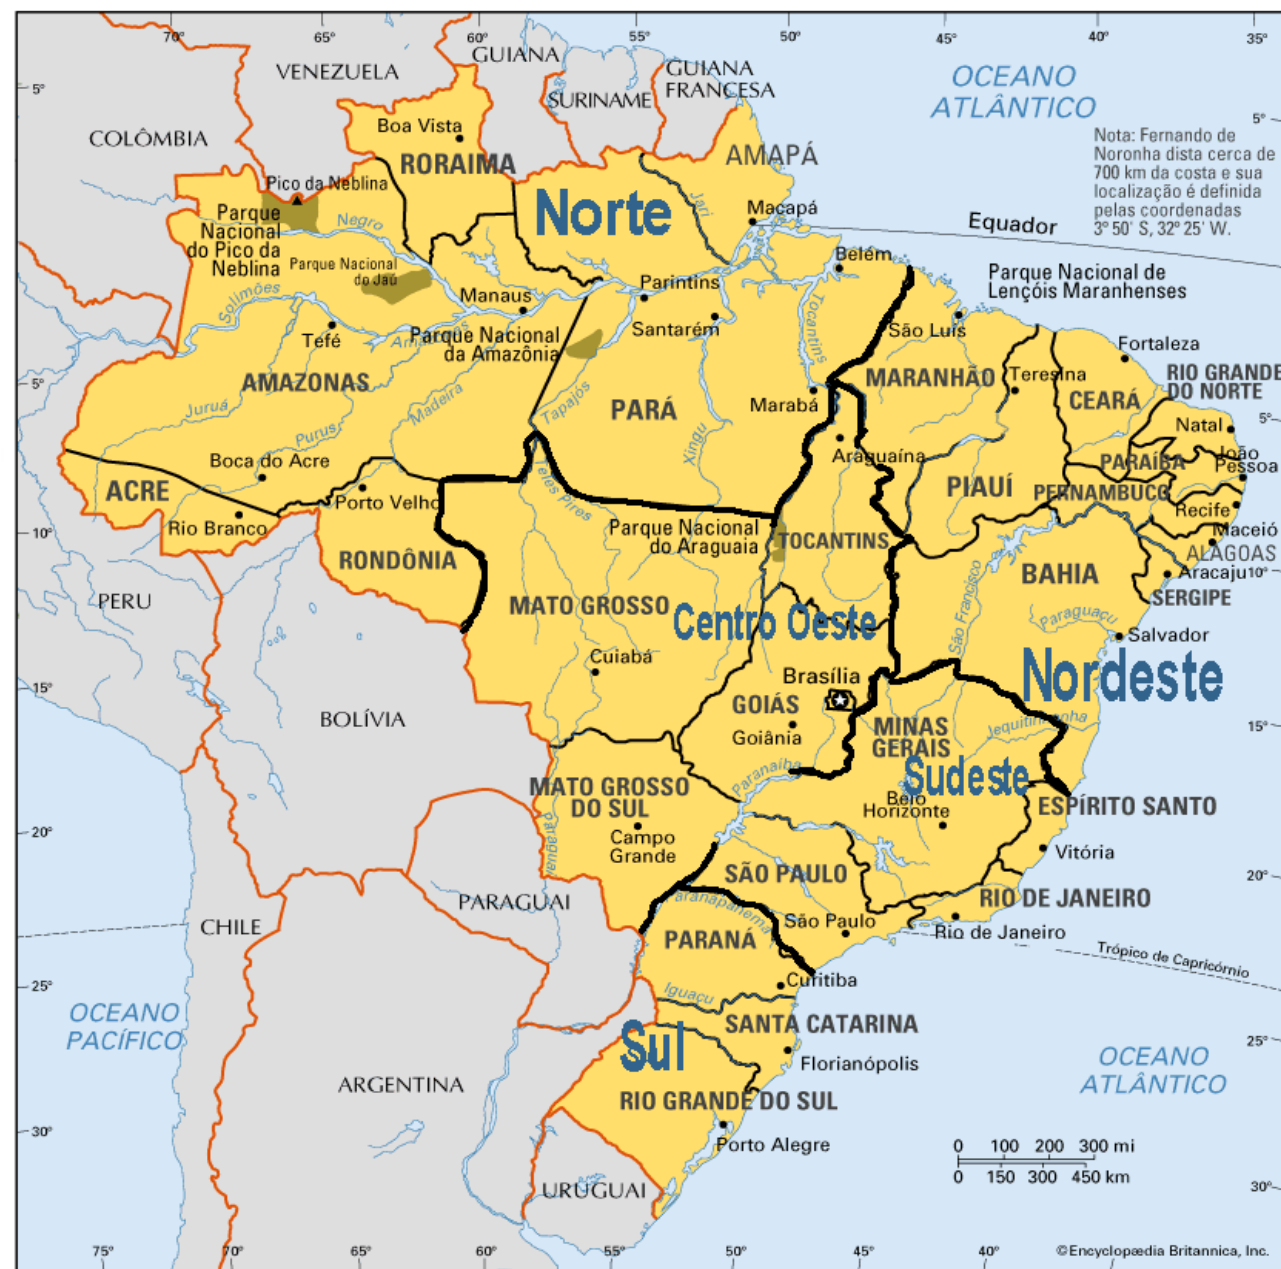 70°
65°
60°
55°
50°
45°
40°
35°
GUIANA
VENEZUELA
GUIANA
FRANCESA
SURINAME
OCEANO
ATLÂNTICO
5°
5°
COLÔMBIA
Boa Vista
RORAIMA
AMAPÁ
Nota: Fernando de
Noronha dista cerca de
700 km da costa e sua
localização é definida
pelas coordenadas
3° 50' S, 32° 25' W.
Pico da Neblina
Parque
Nacional
do Pico da
Neblina
Negro
Norte
Jari
Macapá
Equador
Parque Nacional
do Jaú
Belém
Parque Nacional de
Lençóis Maranhenses
Solimões
Manaus
Parintins
Tefé
Amazonas
Parque Nacional
da Amazônia
Santarém
Tocantins
São Luís
Fortaleza
AMAZONAS
Juruá
Purus
Madeira
Tapajós
PARÁ
Xingu
Marabá
MARANHÃO
Teresina
CEARÁ
RIO GRANDE
DO NORTE
5°
5°
Natal
João
Pessoa
PARAÍBA
Araguaína
PIAUÍ
PERNAMBUCO
Recife
Maceió
ALAGOAS
Boca do Acre
ACRE
Rio Branco
Porto Velho
RONDÔNIA
Teles Pires
Parque Nacional
do Araguaia
TOCANTINS
10°
10°
Aracaju
SERGIPE
BAHIA
São Francisco
Paraguaçu
Salvador
PERU
MATO GROSSO
Centro Oeste
Cuiabá
Nordeste
15°
15°
BOLÍVIA
Brasília
GOIÁS
Goiânia
MINAS
GERAIS
Jequitinhonha
Paranaíba
Sudeste
MATO GROSSO
DO SUL
Belo
Horizonte
ESPÍRITO SANTO
20°
20°
Campo
Grande
Paraguai
Vitória
SÃO PAULO
RIO DE JANEIRO
PARAGUAI
CHILE
Paranapanema
São Paulo
Rio de Janeiro
PARANÁ
Trópico de Capricórnio
25°
25°
Curitiba
Iguaçu
OCEANO
PACÍFICO
Sul
SANTA CATARINA
Florianópolis
OCEANO
ATLÂNTICO
ARGENTINA
RIO GRANDE DO SUL
Porto Alegre
30°
30°
0 100 200 300 mi
0 150 300 450 km
URUGUAI
75°
70°
65°
60°
55°
50°
45°
40°
©Encyclopædia Britannica, Inc.